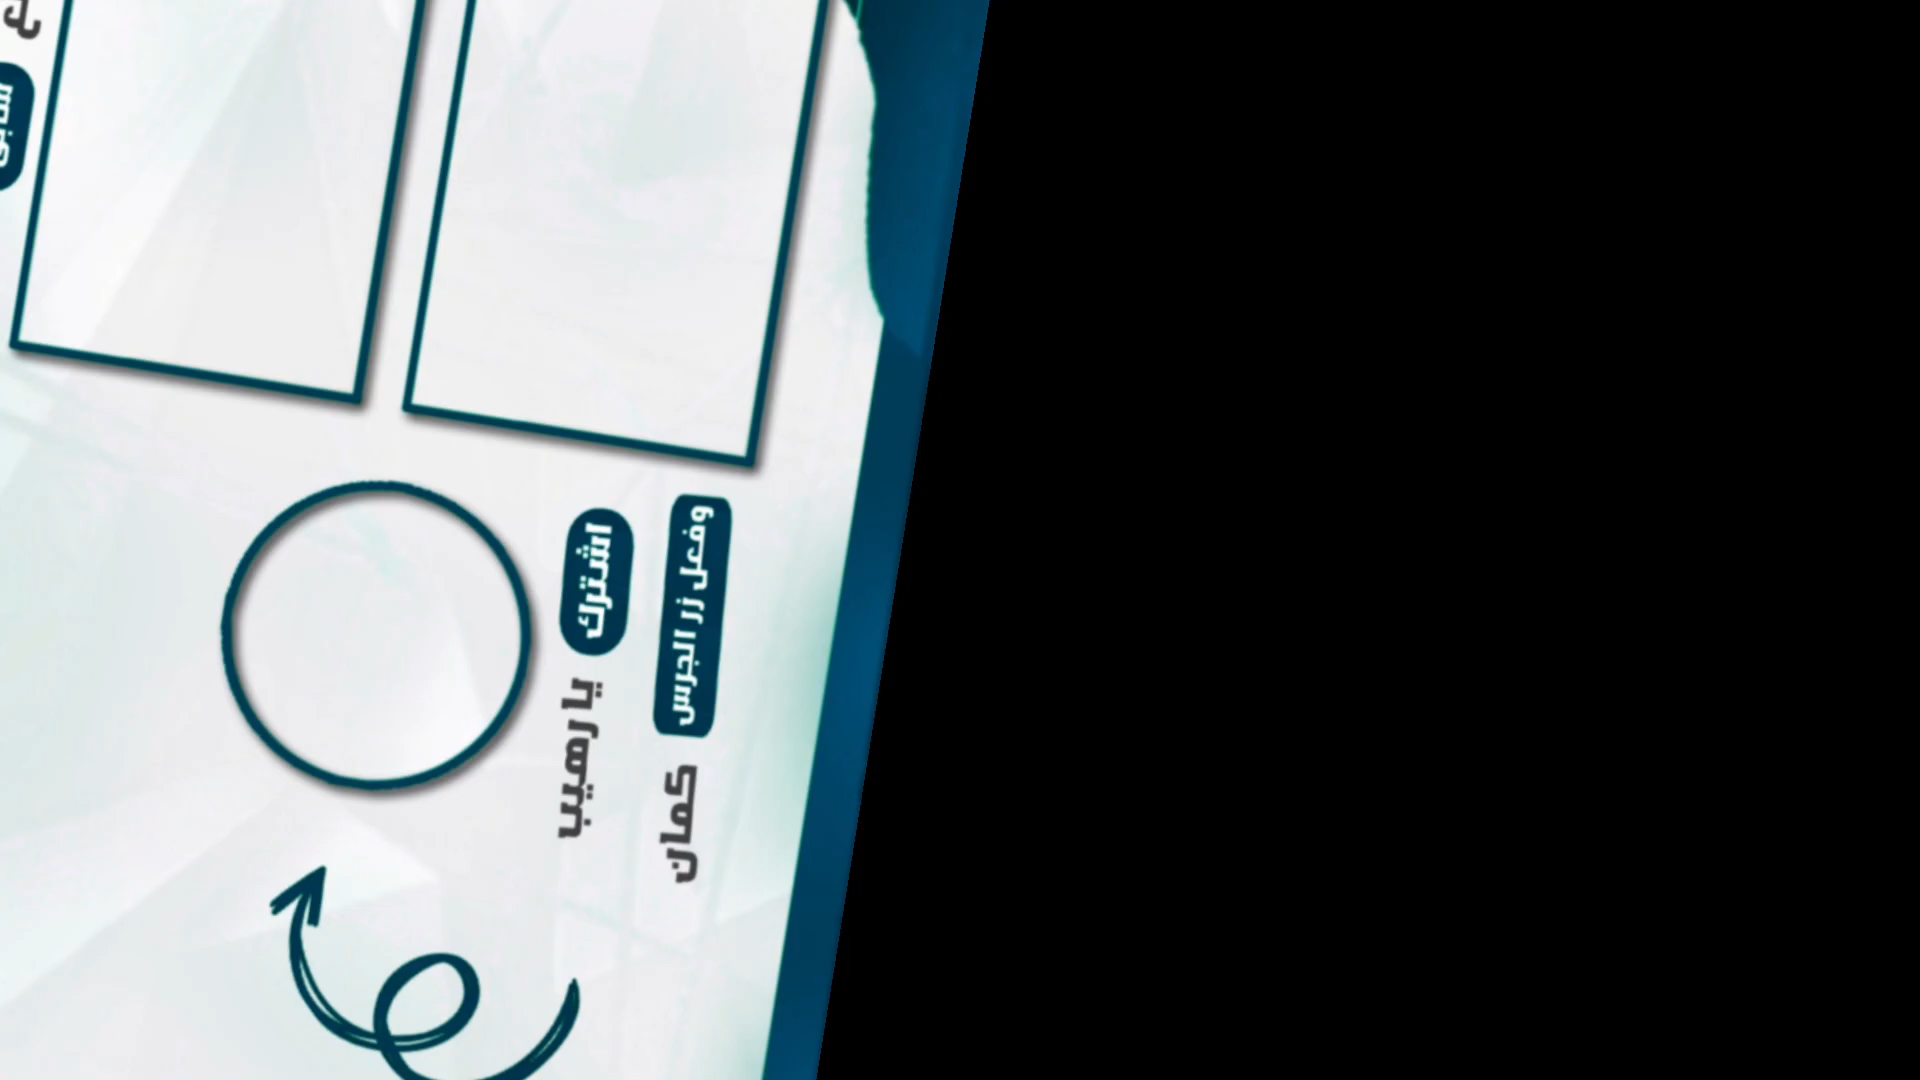 اشترك يا رهيب
وفعل زر الجرس كمان